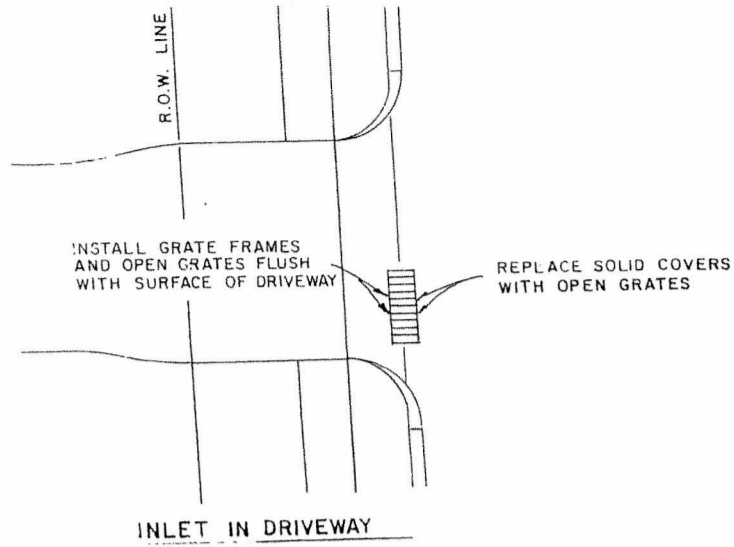 R.O.W. LINE
INSTALL GRATE FRAMES
AND OPEN GRATES FLUSH
WITH SURFACE OF DRIVEWAY
REPLACE SOLID COVERS
WITH OPEN GRATES
INLET IN DRIVEWAY